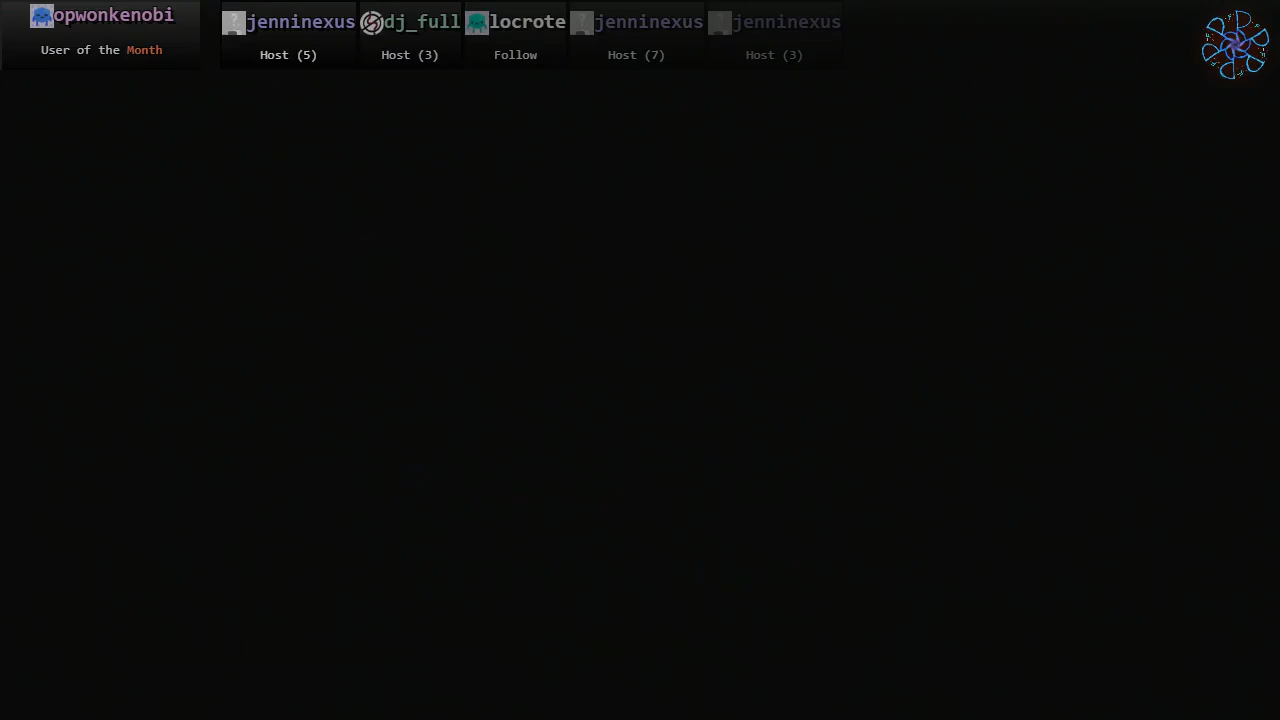 opwonkenobi
User of the Month
jenninexus
Host (5)
dj_full
Host (3)
locrote
Follow
jenninexus
Host (7)
jenninexus
Host (3)